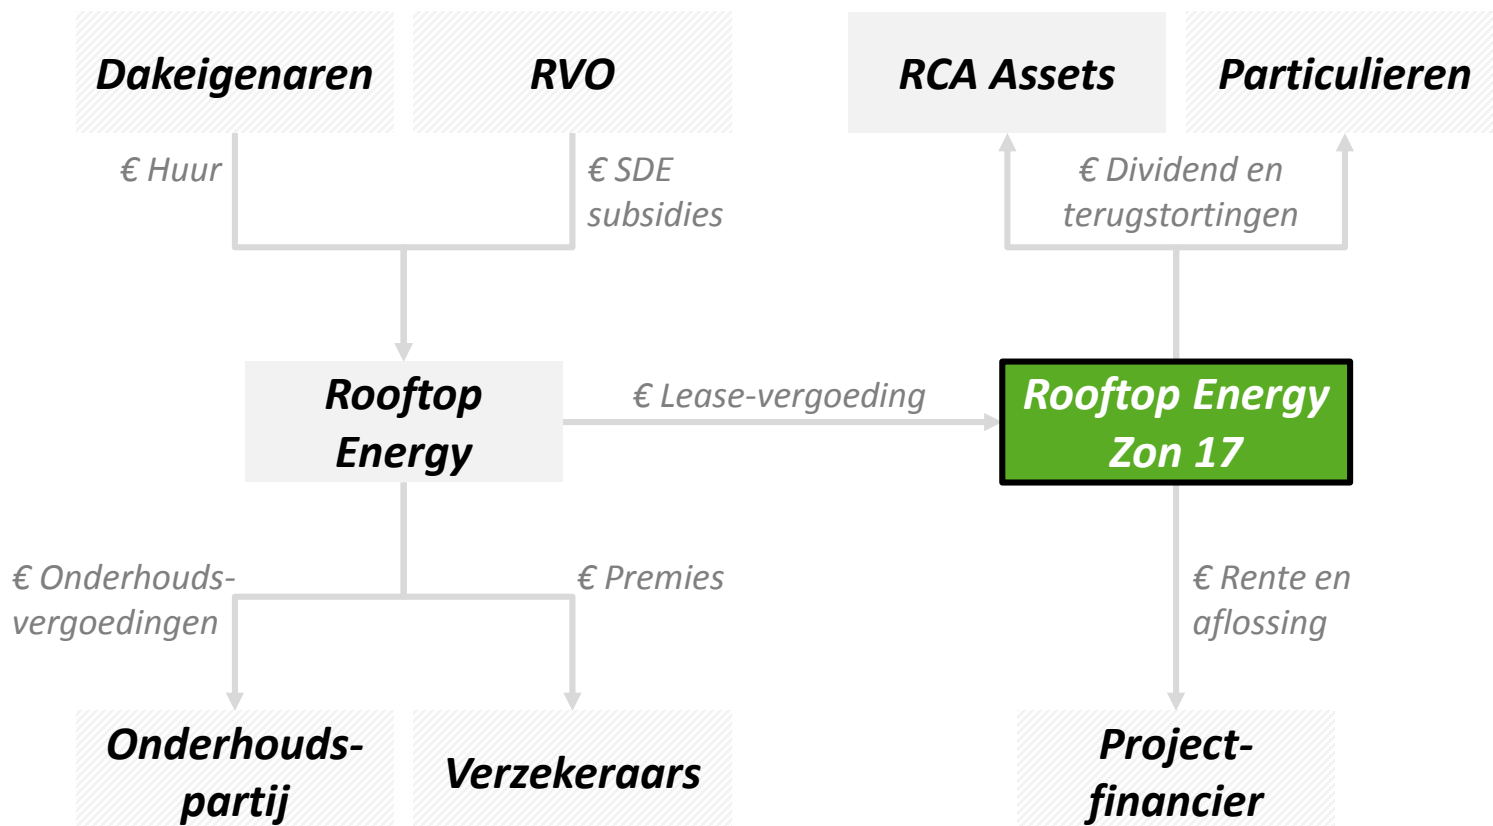 Dakeigenaren
RVO
RCA Assets
Particulieren
€ Huur
€ SDE
subsidies
€ Dividend en
terugstortingen
Rooftop
Energy
€ Lease-vergoeding
Rooftop Energy
Zon 17
€ Onderhouds-
vergoedingen
€ Premies
€ Rente en
aflossing
Onderhouds-
partij
Verzekeraars
Project-
financier